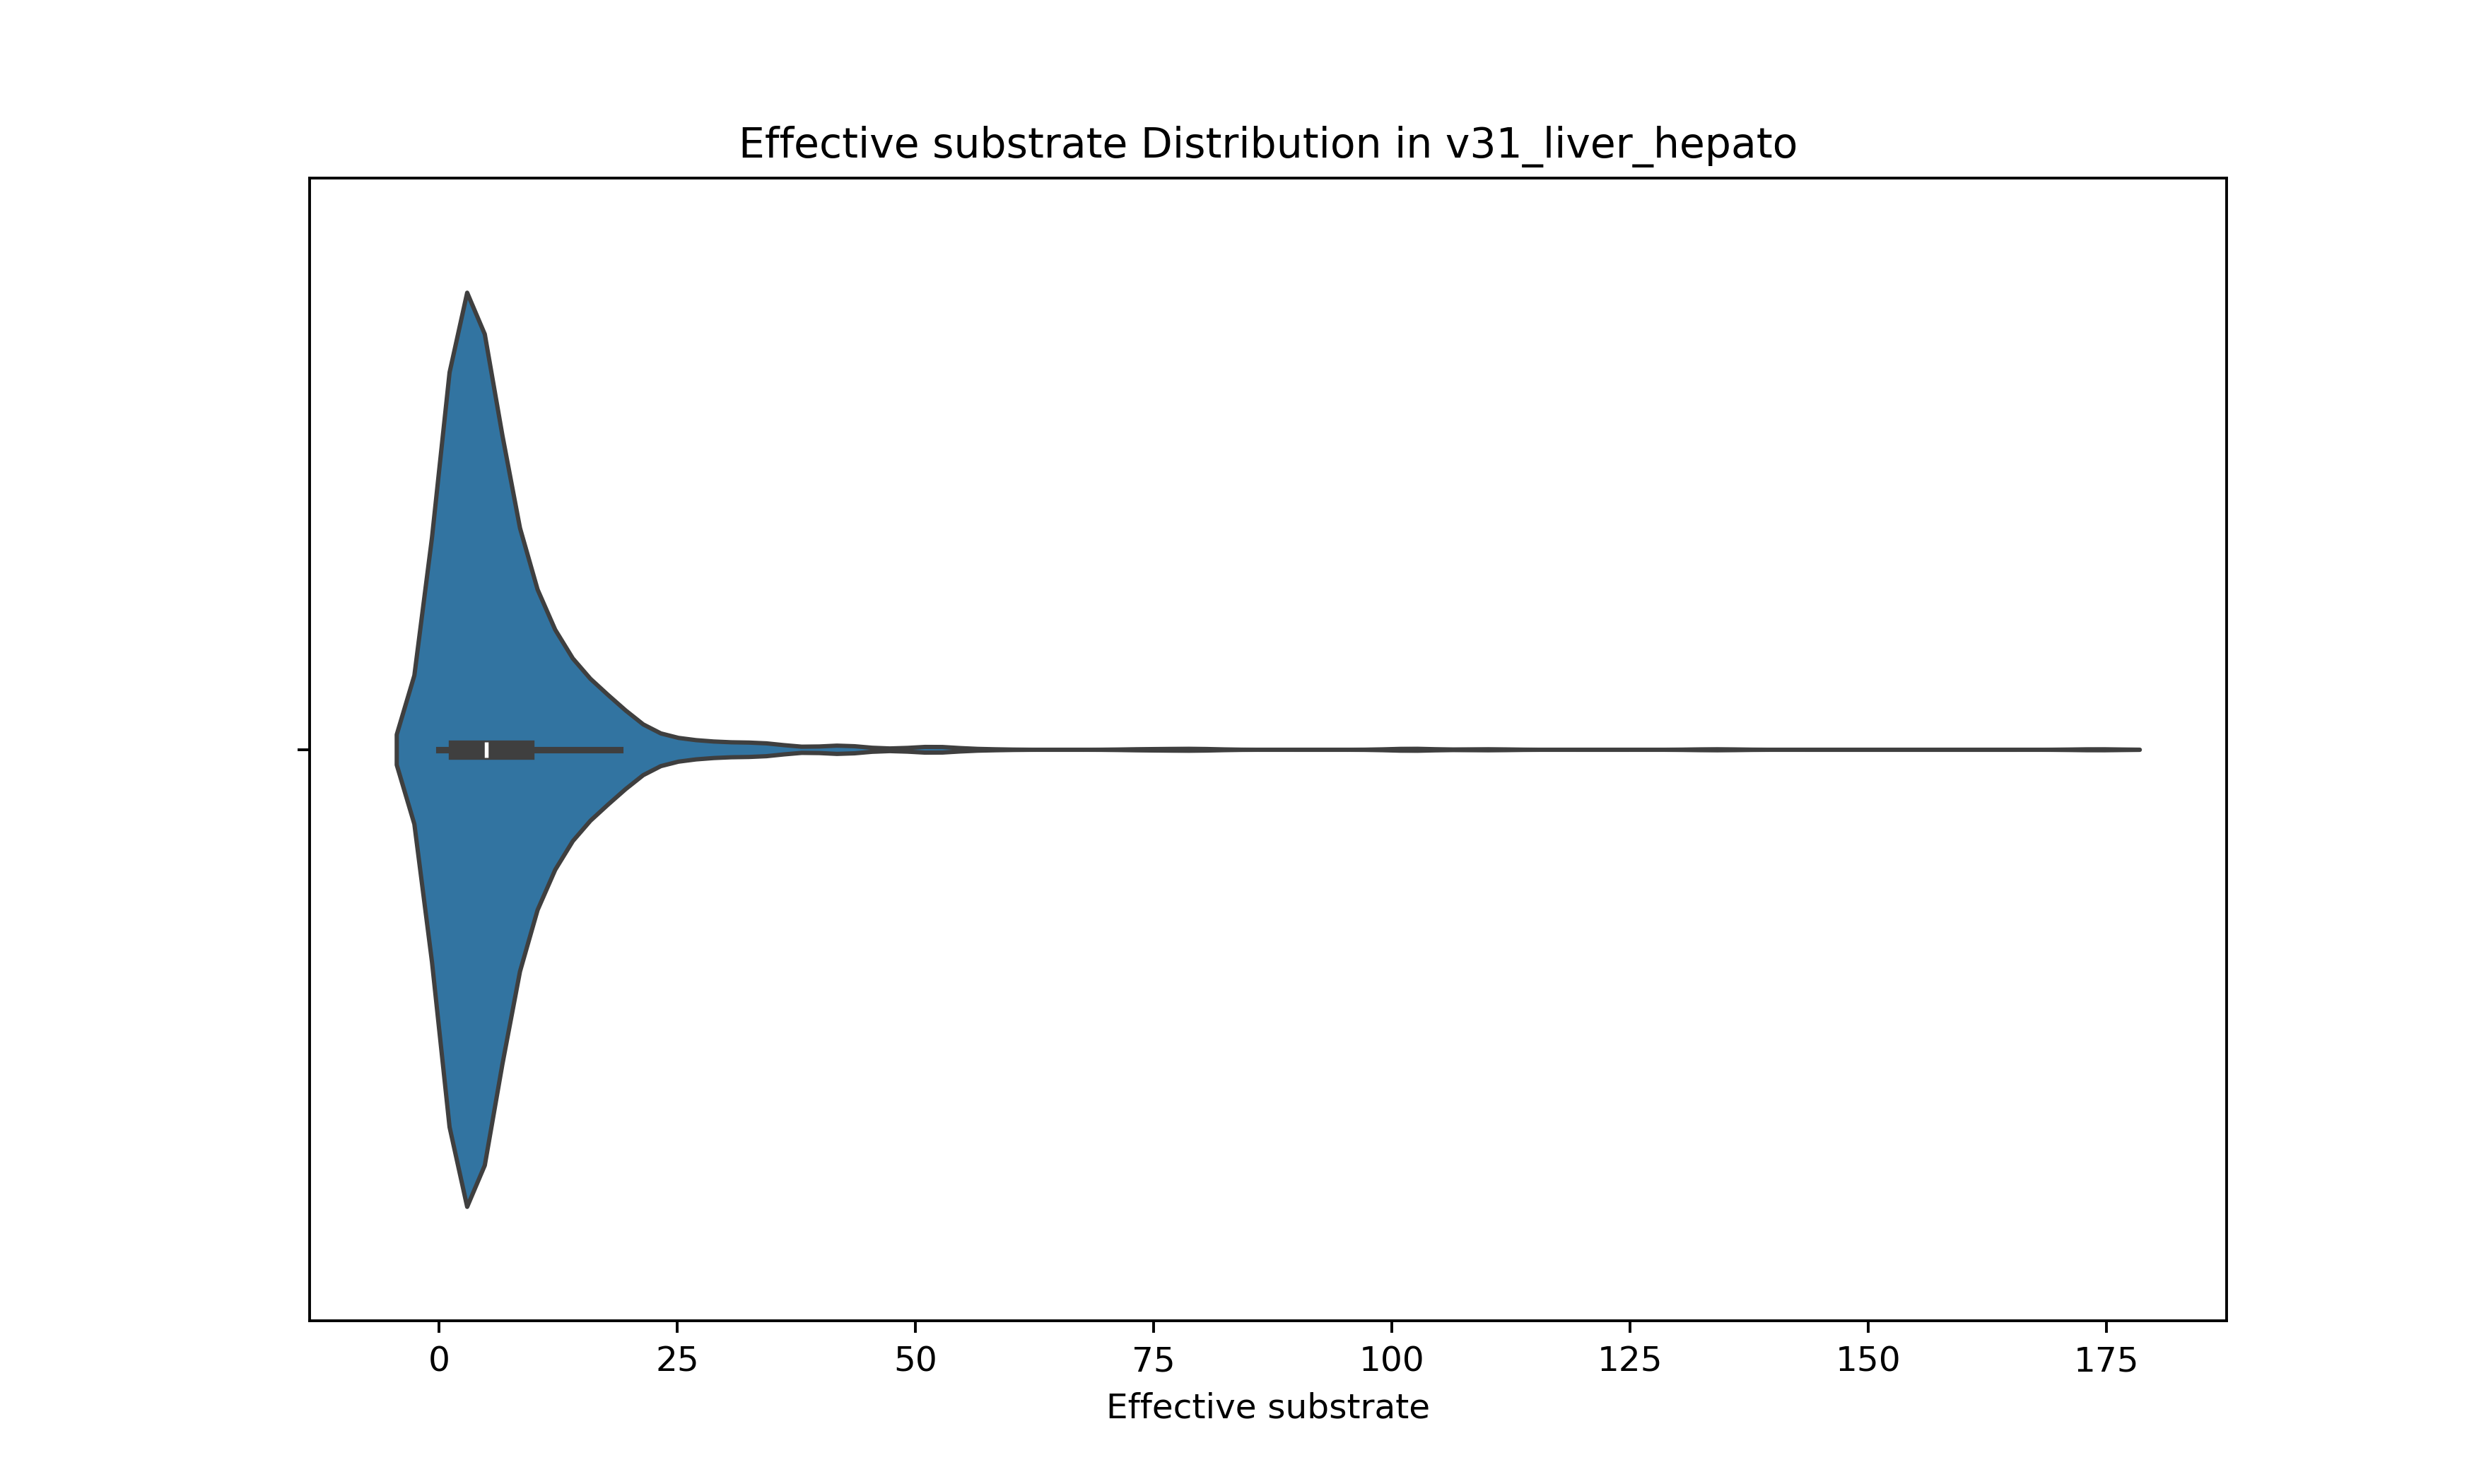 Effective substrate Distribution in v31_liver_hepato
0 25 50 75 100 125 150 175
Effective substrate